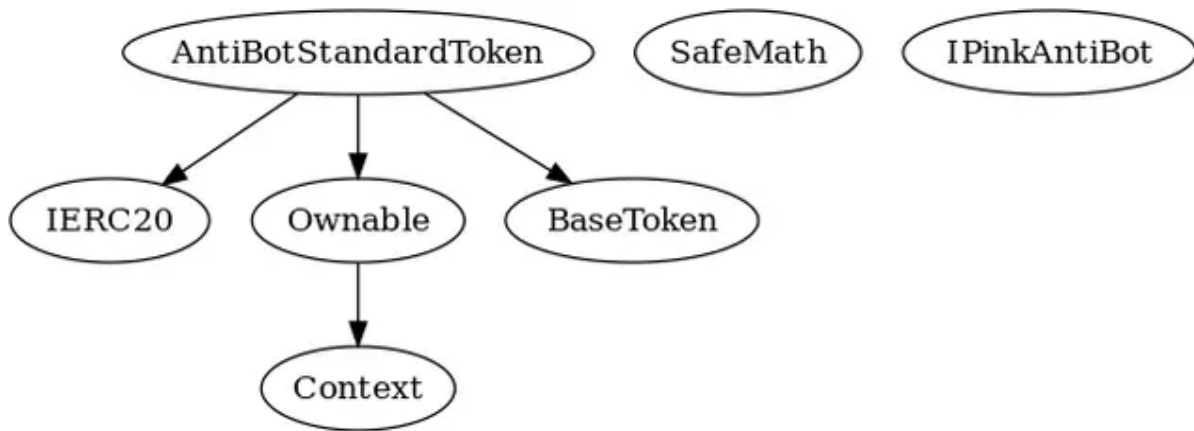 AntiBotStandardToken
SafeMath
IPinkAntiBot
IERC20
Ownable
BaseToken
Context